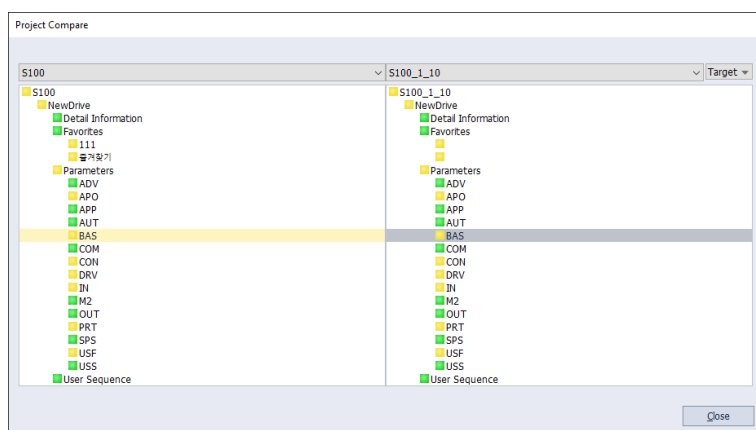 Project Compare
S100
S100_1_10
Target
S100
NewDrive
Detail Information
Favorites
111
즐겨찾기
Parameters
ADV
APO
APP
AUT
BAS
COM
CON
DRV
IN
M2
OUT
PRT
SPS
USF
USS
User Sequence
S100_1_10
NewDrive
Detail Information
Favorites
Parameters
ADV
APO
APP
AUT
BAS
COM
CON
DRV
IN
M2
OUT
PRT
SPS
USF
USS
User Sequence
Close